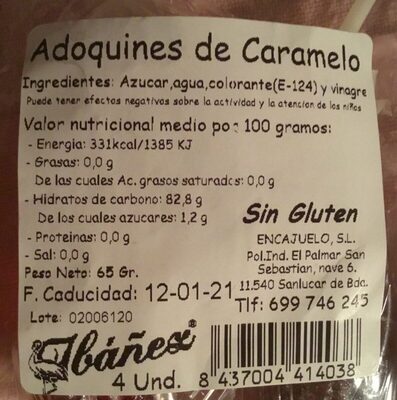 Adoquines de Caramelo
Ingredientes: Azucar,agua,colorante(E-124) y vinagre
Puede tener efectos negativos sobre la actividad y la atencion de los niños
Valor nutricional medio por 100 gramos:
- Energia: 331kcal/1385 KJ
- Grasas: 0,0 g
De las cuales Ac. grasos saturados: 0,0 g
- Hidratos de carbono: 82,8 g
De los cuales azucares: 1,2 g
- Proteinas: 0,0 g
- Sal: 0,0 g
Peso Neto: 65 Gr.
F. Caducidad: 12-01-21
Lote: 02006120
Sin Gluten
ENCAJUELO, S.L.
Pol.Ind. El Palmar San
Sebastian, nave 6.
11.540 Sanlucar de Bda.
Tlf: 699 746 245
Ibáñez®
4 Und.
8 437004 414038